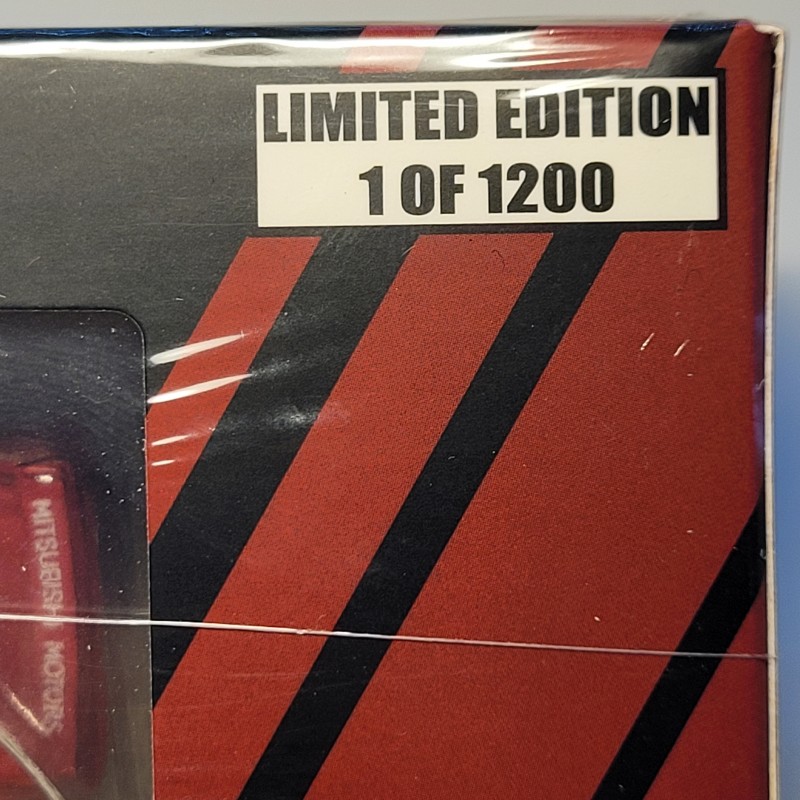 LIMITED EDITION
1 OF 1200
MITSUBISHI MOTORS